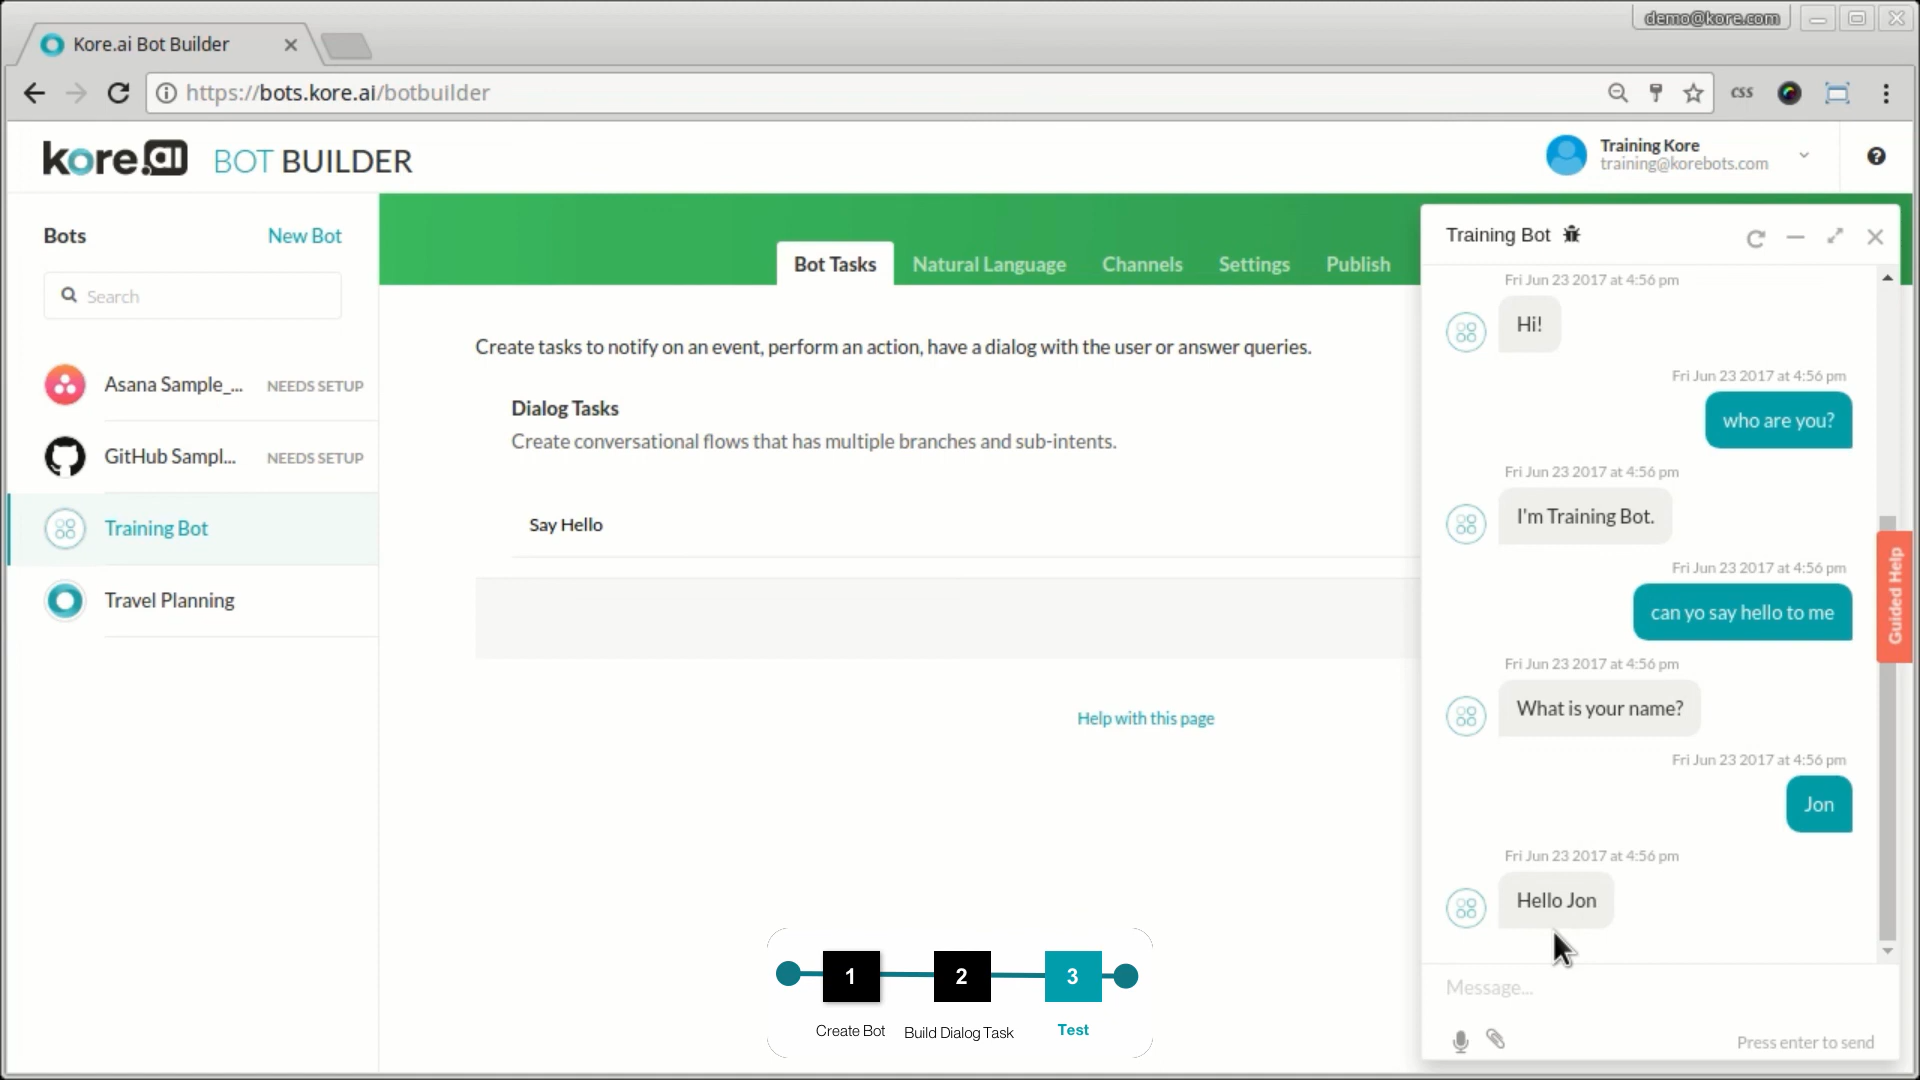 demo@kore.com
Kore.ai Bot Builder
https://bots.kore.ai/botbuilder
css
kore.ai BOT BUILDER
Training Kore
training@korebots.com
Bots
New Bot
Search
Asana Sample_... NEEDS SETUP
GitHub Sampl... NEEDS SETUP
Training Bot
Travel Planning
Bot Tasks
Natural Language
Channels
Settings
Publish
Create tasks to notify on an event, perform an action, have a dialog with the user or answer queries.
Dialog Tasks
Create conversational flows that has multiple branches and sub-intents.
Say Hello
Help with this page
1
2
3
Create Bot
Build Dialog Task
Test
Training Bot
Fri Jun 23 2017 at 4:56 pm
Hi!
Fri Jun 23 2017 at 4:56 pm
who are you?
Fri Jun 23 2017 at 4:56 pm
I'm Training Bot.
Fri Jun 23 2017 at 4:56 pm
can yo say hello to me
Fri Jun 23 2017 at 4:56 pm
What is your name?
Fri Jun 23 2017 at 4:56 pm
Jon
Fri Jun 23 2017 at 4:56 pm
Hello Jon
Message...
Press enter to send
Guided Help